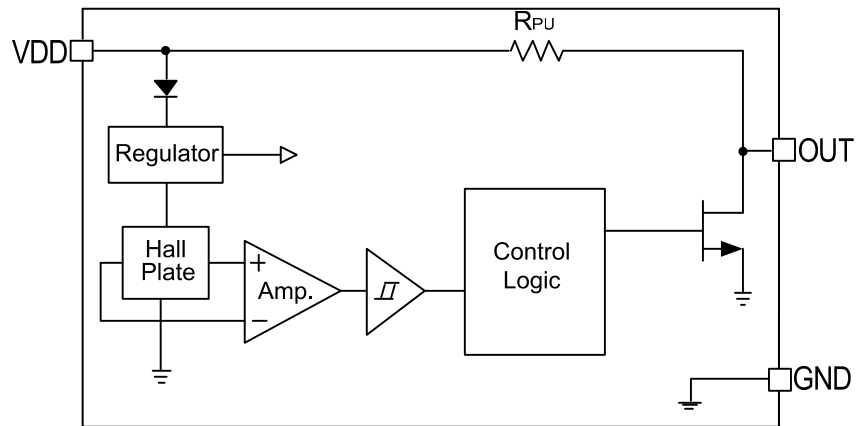 RPU
VDD
Regulator
OUT
Hall
Plate
+
Amp.
−
Control
Logic
GND